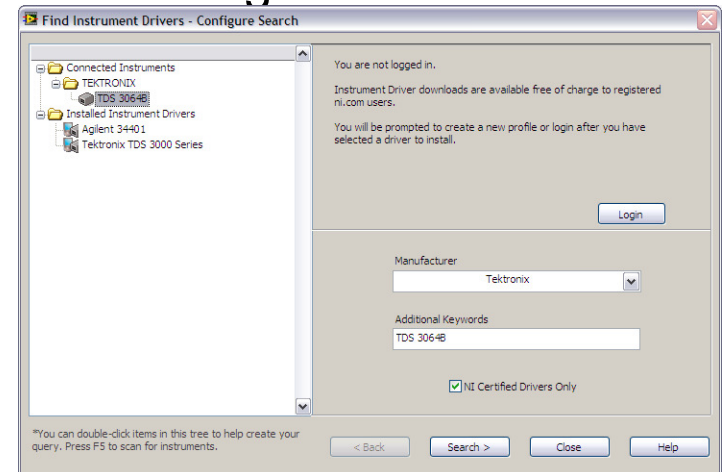 Find Instrument Drivers - Configure Search
Connected Instruments
TEKTRONIX
TDS 3064B
Installed Instrument Drivers
Agilent 34401
Tektronix TDS 3000 Series
*You can double-click items in this tree to help create your
query. Press F5 to scan for instruments.
You are not logged in.
Instrument Driver downloads are available free of charge to registered
ni.com users.
You will be prompted to create a new profile or login after you have
selected a driver to install.
Login
Manufacturer
Tektronix
Additional Keywords
TDS 3064B
NI Certified Drivers Only
< Back
Search >
Close
Help